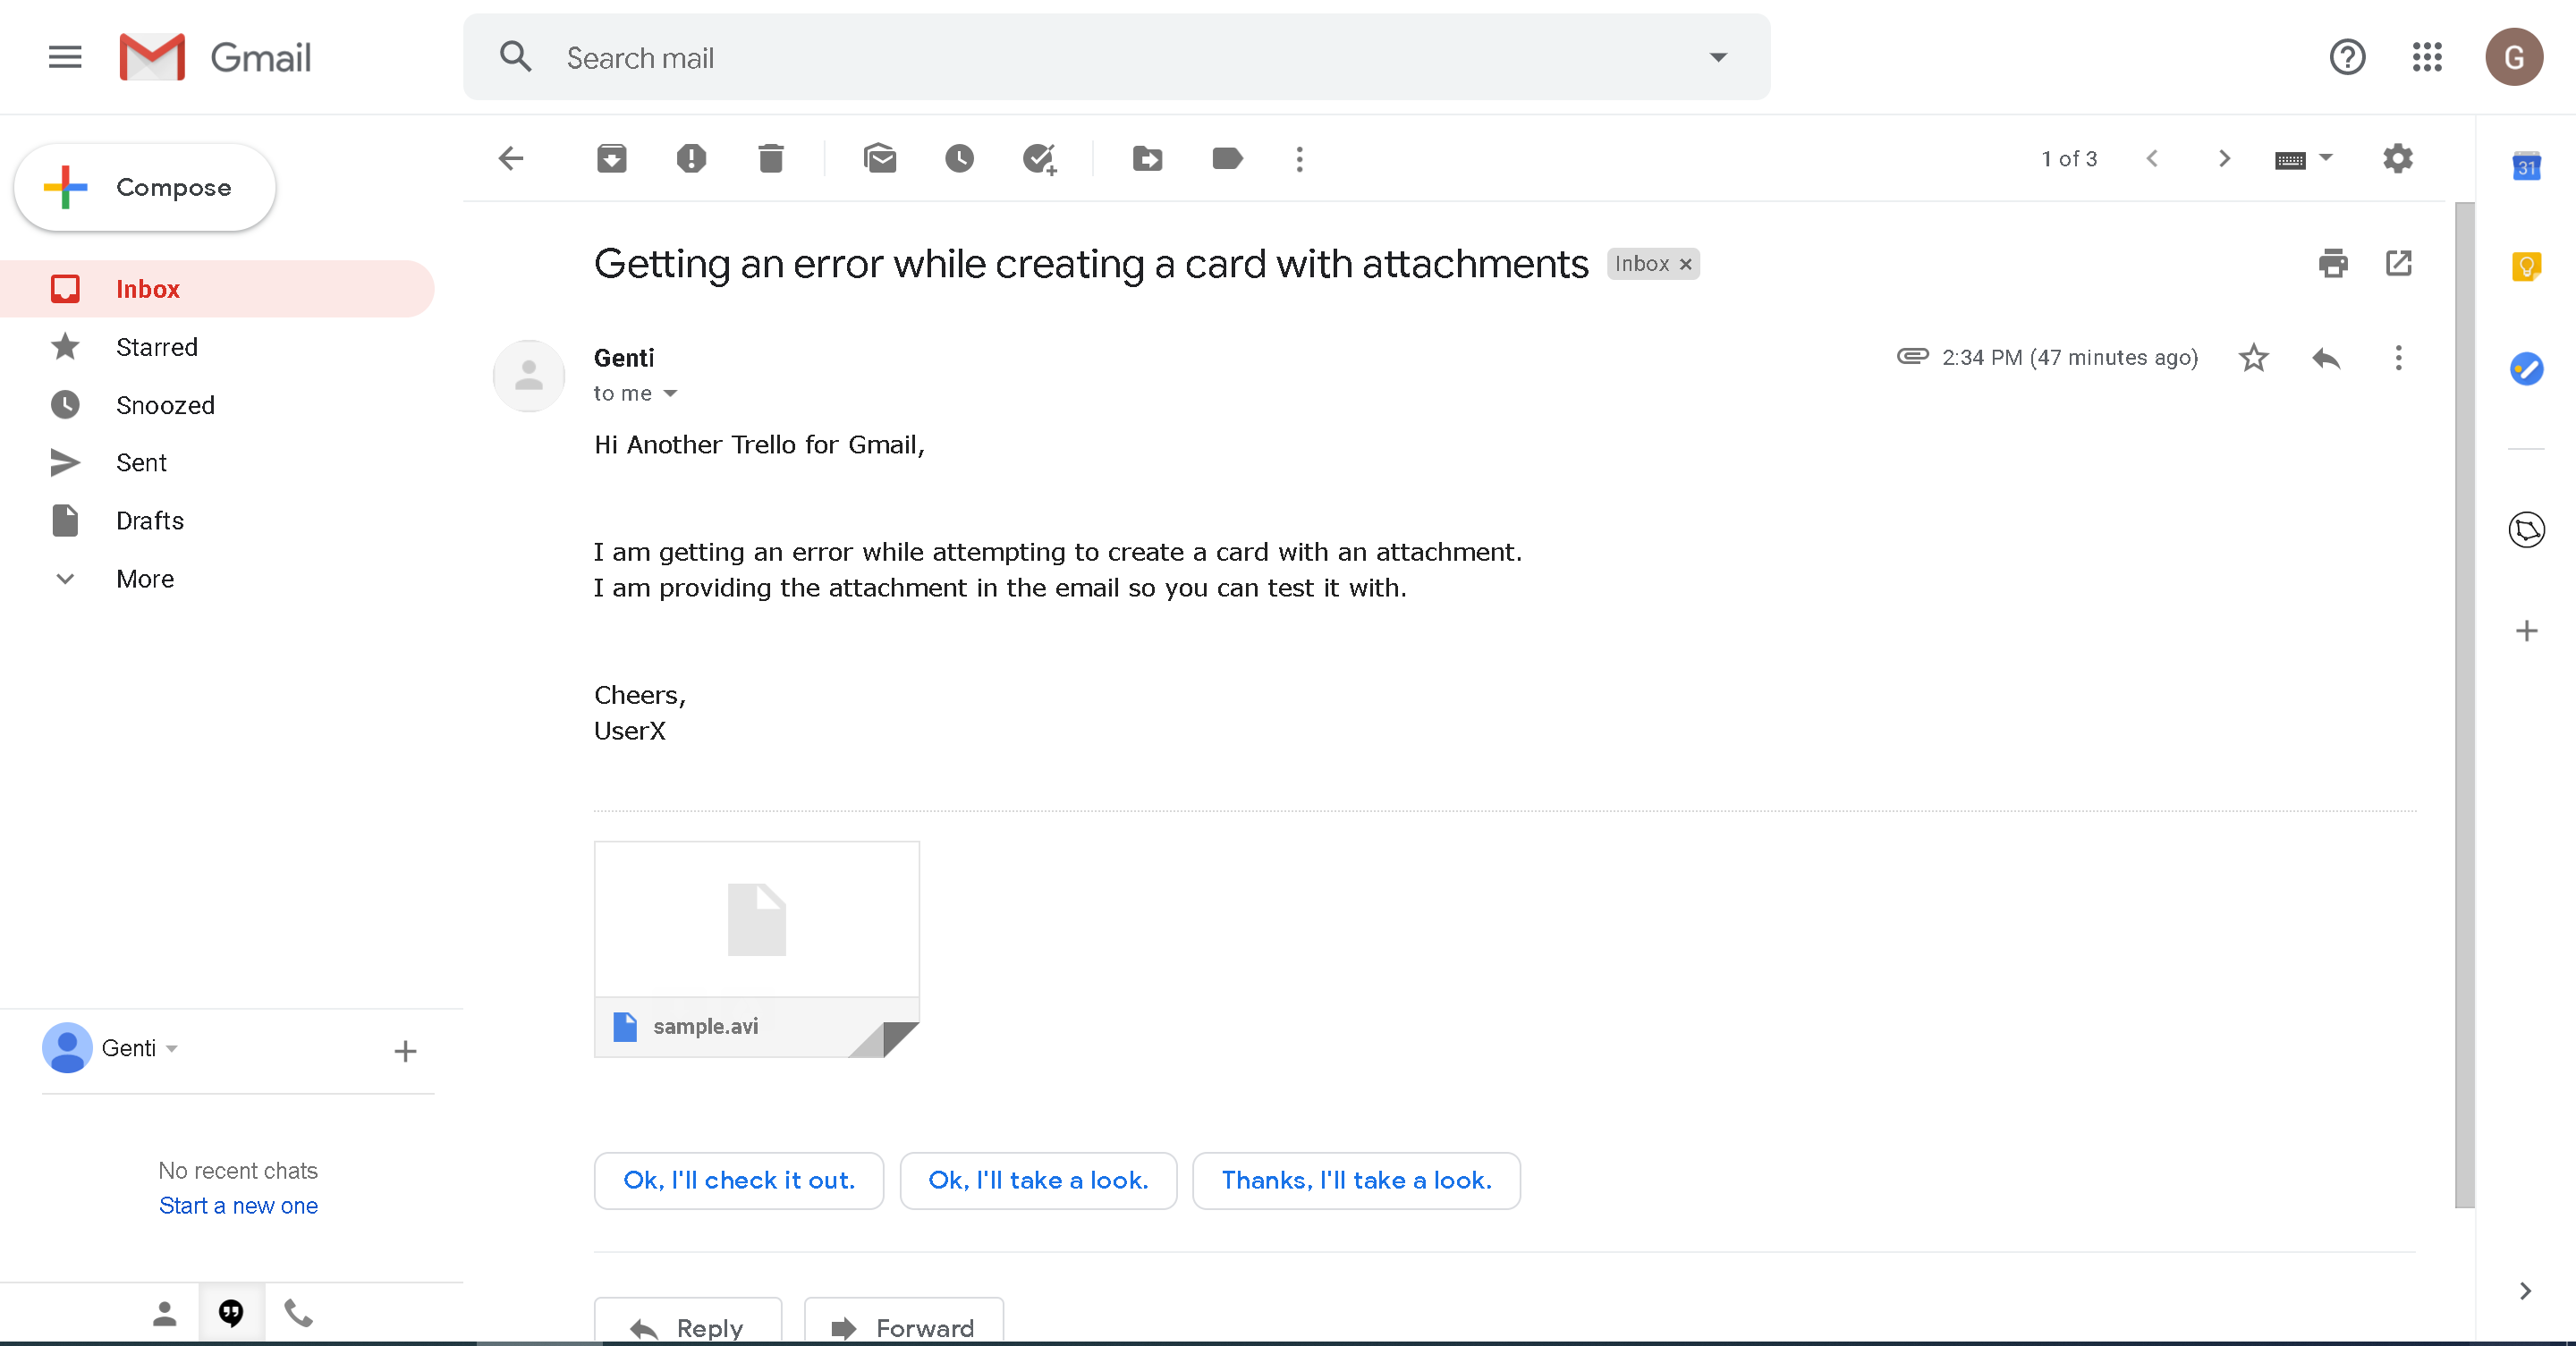 Gmail
Search mail
G
Compose
1 of 3
31
Inbox
Starred
Snoozed
Sent
Drafts
More
Getting an error while creating a card with attachments Inbox ×
Genti
2:34 PM (47 minutes ago)
to me
Hi Another Trello for Gmail,
I am getting an error while attempting to create a card with an attachment.
I am providing the attachment in the email so you can test it with.
Cheers,
UserX
sample.avi
Genti
No recent chats
Start a new one
Ok, I'll check it out.
Ok, I'll take a look.
Thanks, I'll take a look.
Reply
Forward